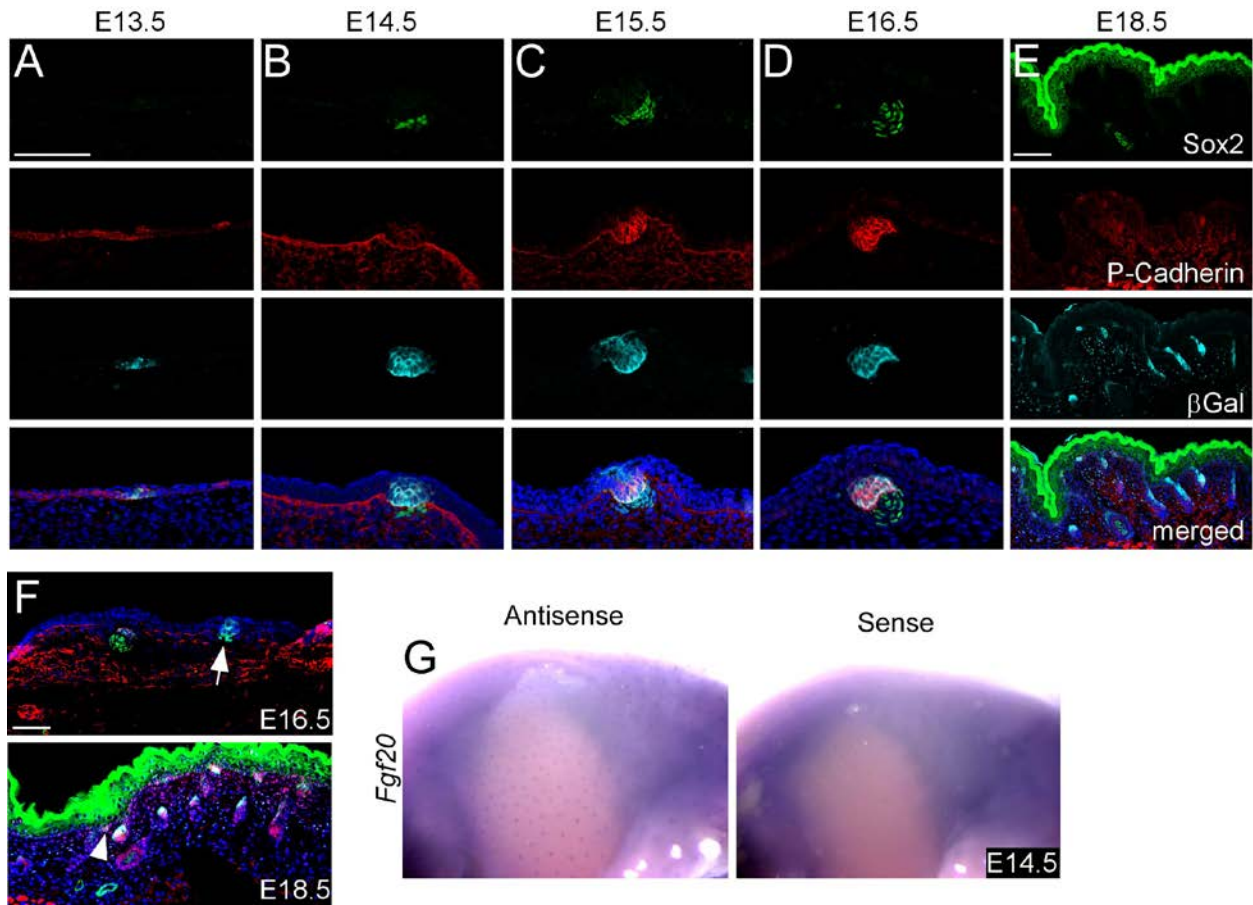 E13.5 E14.5 E15.5 E16.5 E18.5
A B C D E
Sox2
P-Cadherin
βGal
merged
F
E16.5
E18.5
Antisense Sense
G
Fgf20
E14.5